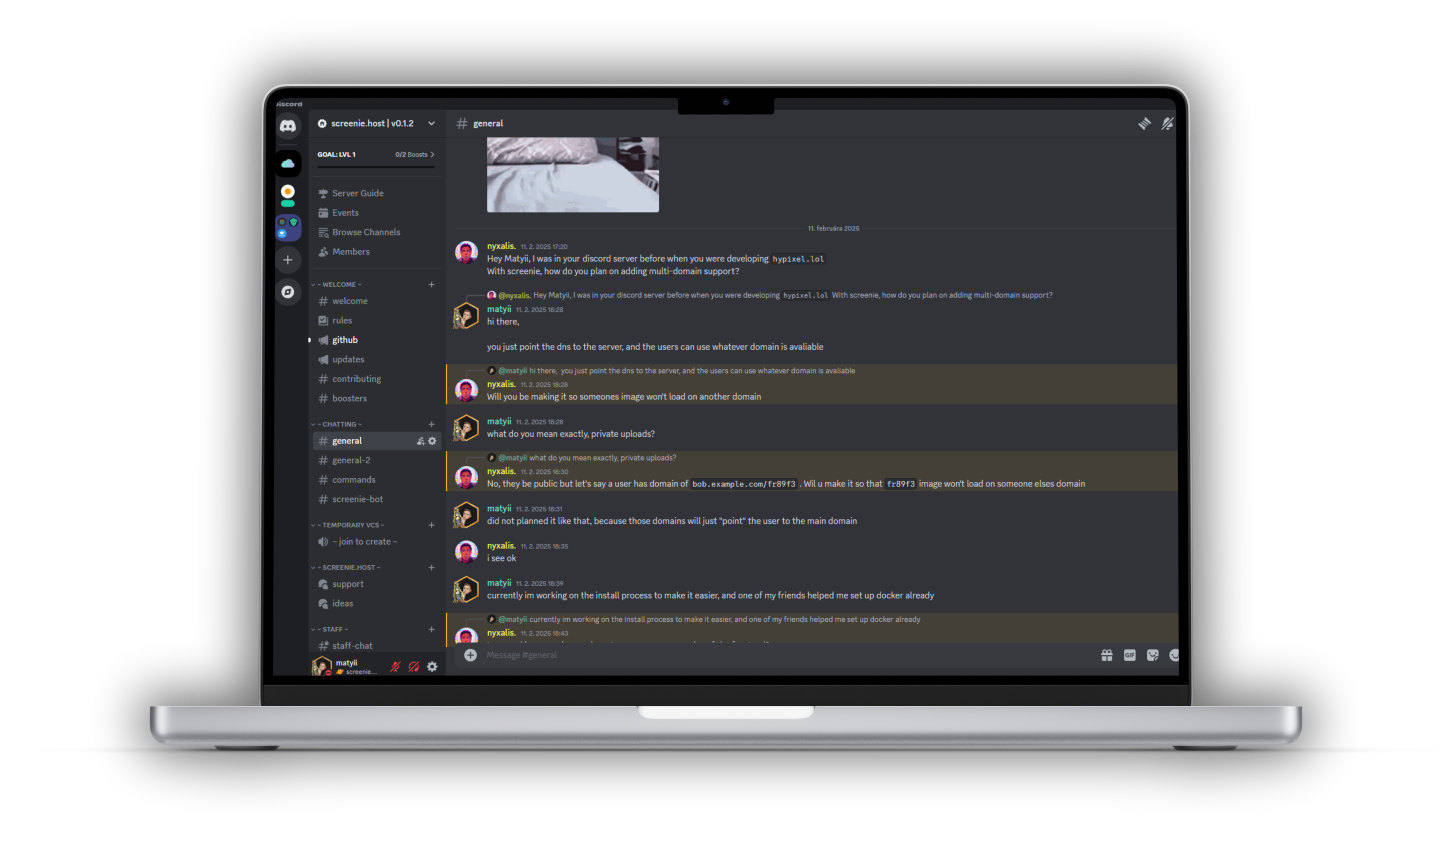 screenie.host | v0.1.2
GOAL: LVL 1 0/2 Boosts >
Server Guide
Events
Browse Channels
Members
~ WELCOME ~
welcome
rules
github
updates
contributing
boosters
~ CHATTING ~
general
general-2
commands
screenie-bot
~ TEMPORARY VCS ~
~ join to create ~
~ SCREENIE.HOST ~
support
ideas
~ STAFF ~
staff-chat
matyii
screenie...
# general
11. februára 2025
nyxalis. 11. 2. 2025 17:20
Hey Matyii, I was in your discord server before when you were developing hypixel.lol
With screenie, how do you plan on adding multi-domain support?
@nyxalis. Hey Matyii, I was in your discord server before when you were developing hypixel.lol With screenie, how do you plan on adding multi-domain support?
matyii 11. 2. 2025 18:28
hi there,
you just point the dns to the server, and the users can use whatever domain is avaliable
@matyii hi there, you just point the dns to the server, and the users can use whatever domain is avaliable
nyxalis. 11. 2. 2025 18:28
Will you be making it so someones image won't load on another domain
matyii 11. 2. 2025 18:28
what do you mean exactly, private uploads?
@matyii what do you mean exactly, private uploads?
nyxalis. 11. 2. 2025 18:30
No, they be public but let's say a user has domain of bob.example.com/fr89f3 . Wil u make it so that fr89f3 image won't load on someone elses domain
matyii 11. 2. 2025 18:31
did not planned it like that, because those domains will just "point" the user to the main domain
nyxalis. 11. 2. 2025 18:35
i see ok
matyii 11. 2. 2025 18:39
currently im working on the install process to make it easier, and one of my friends helped me set up docker already
@matyii currently im working on the install process to make it easier, and one of my friends helped me set up docker already
nyxalis. 11. 2. 2025 18:43
Message #general
GIF